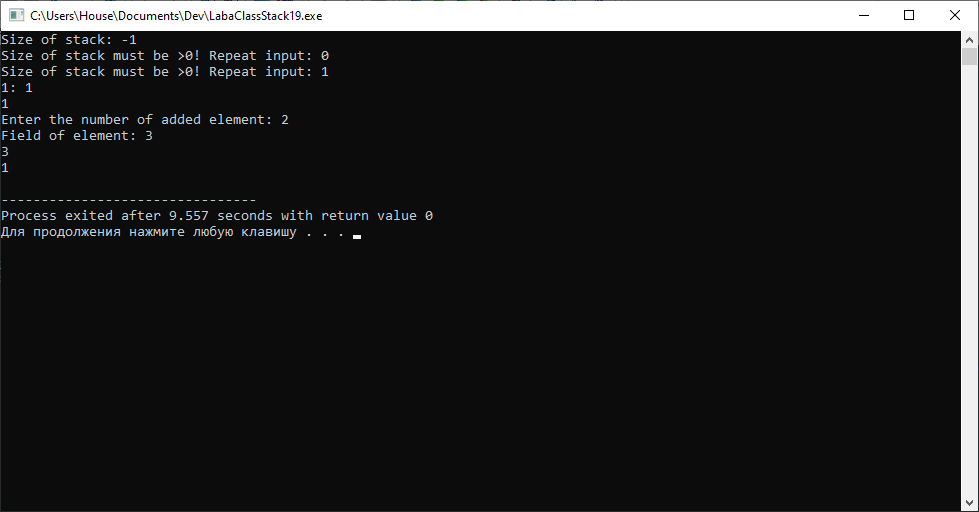 C:\Users\House\Documents\Dev\LabaClassStack19.exe
Size of stack: -1
Size of stack must be >0! Repeat input: 0
Size of stack must be >0! Repeat input: 1
1: 1
1
Enter the number of added element: 2
Field of element: 3
3
1
--------------------------------
Process exited after 9.557 seconds with return value 0
Для продолжения нажмите любую клавишу . . .